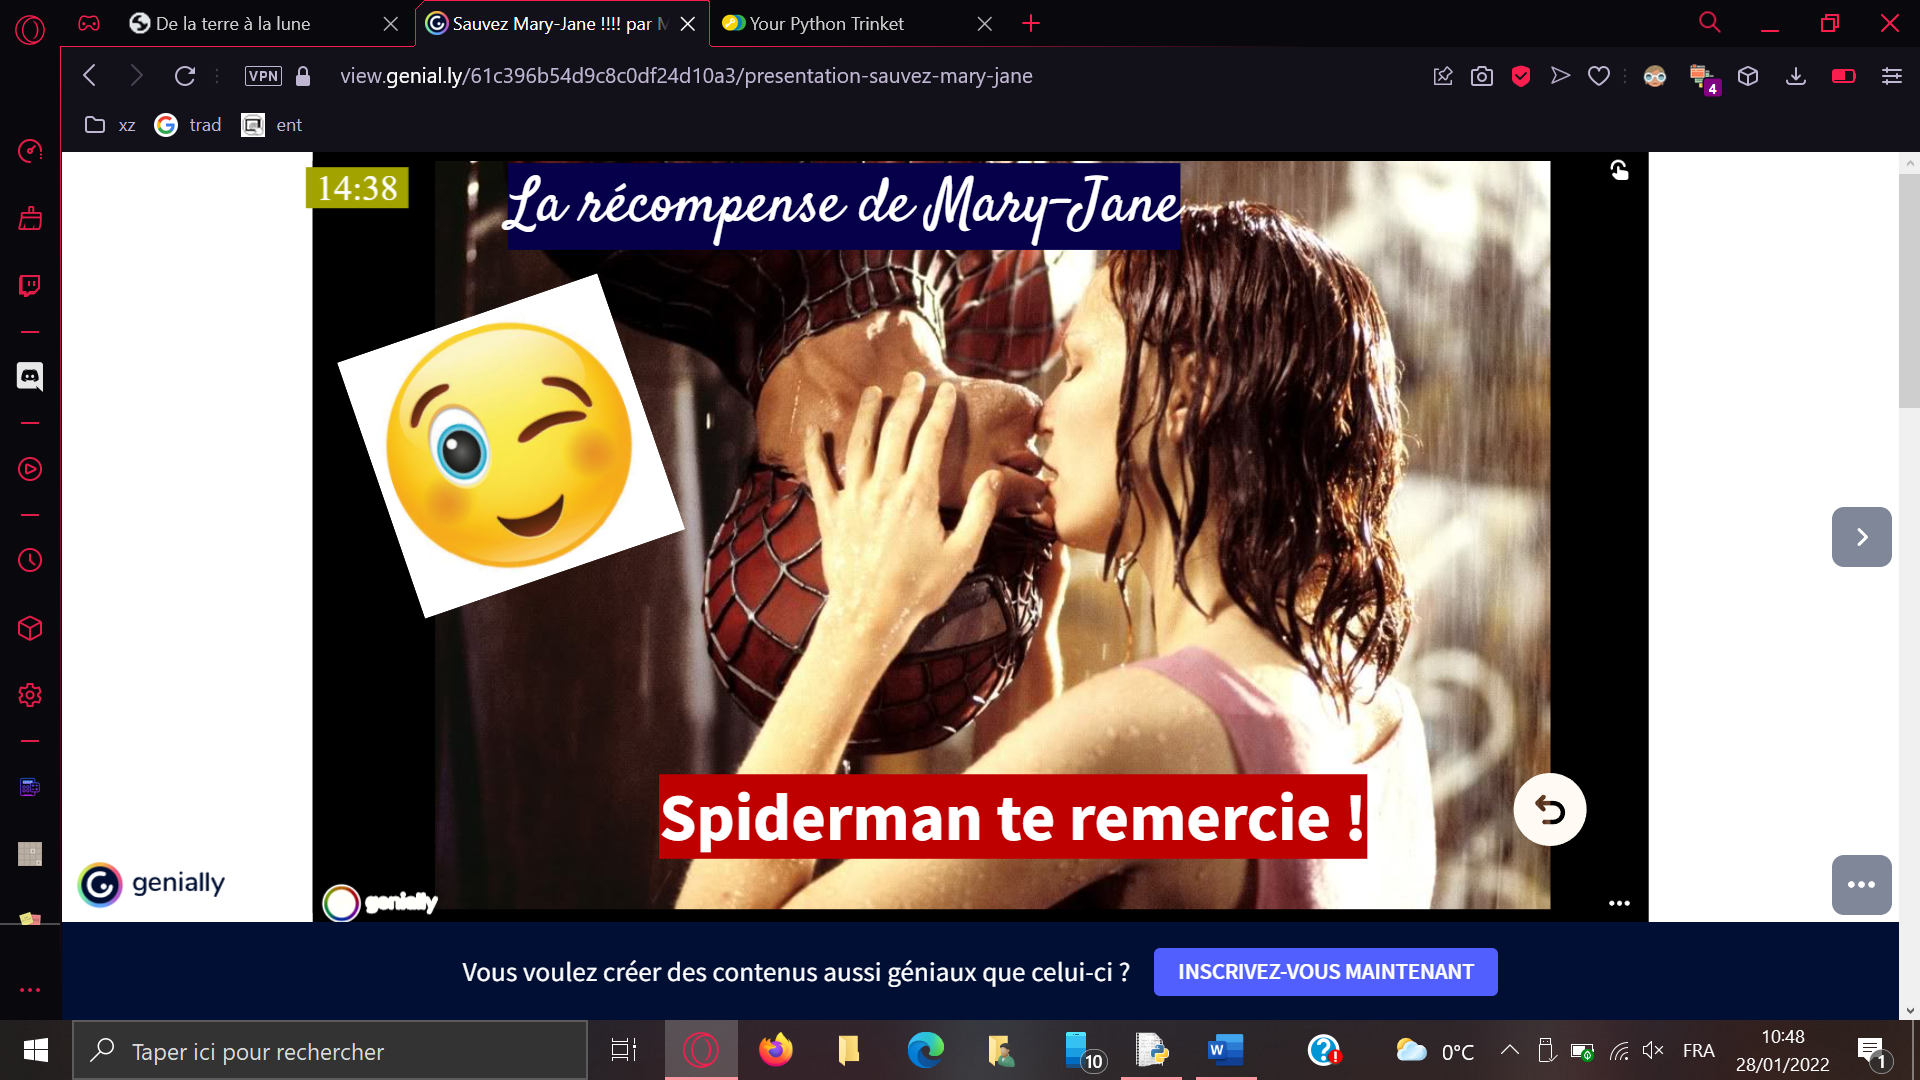 De la terre à la lune
Sauvez Mary-Jane !!!! par M
Your Python Trinket
VPN
view.genial.ly/61c396b54d9c8c0df24d10a3/presentation-sauvez-mary-jane
4
xz
trad
ent
14:38
La récompense de Mary-Jane
Spiderman te remercie !
genially
genially
Vous voulez créer des contenus aussi géniaux que celui-ci ?
INSCRIVEZ-VOUS MAINTENANT
Taper ici pour rechercher
10
0°C
FRA
10:48
28/01/2022
1